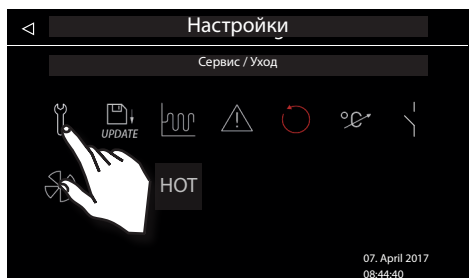 Настройки
Сервис / Уход
UPDATE
°C
HOT
07. April 2017
08:44:40